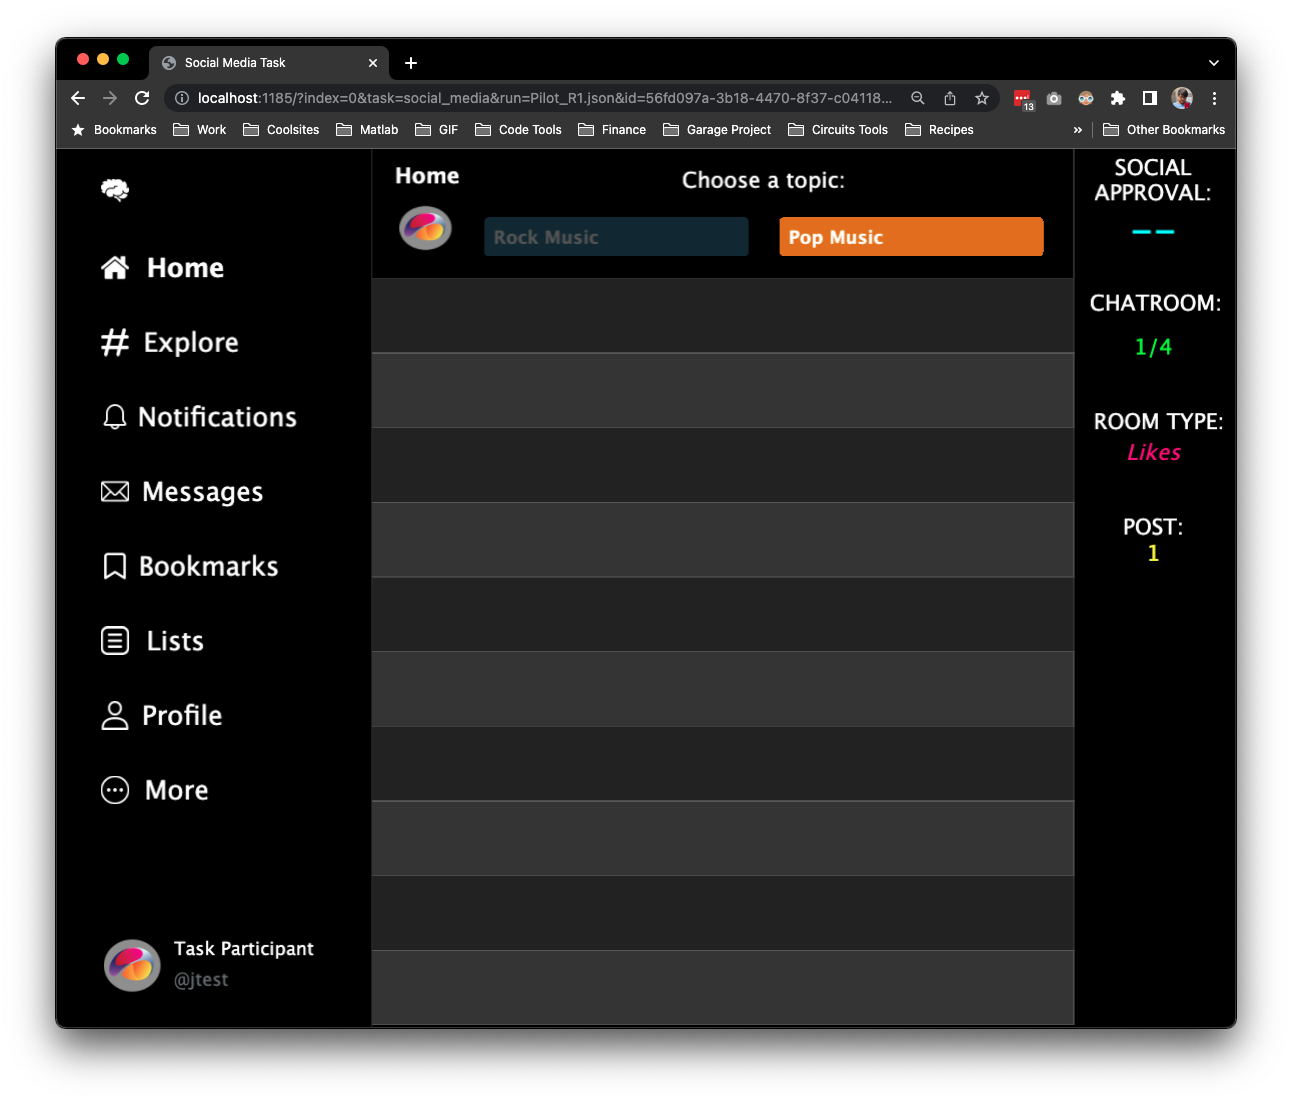 Social Media Task
localhost:1185/?index=0&task=social_media&run=Pilot_R1.json&id=56fd097a-3b18-4470-8f37-c04118...
13
Bookmarks Work Coolsites Matlab GIF Code Tools Finance Garage Project Circuits Tools Recipes » Other Bookmarks
Home
Explore
Notifications
Messages
Bookmarks
Lists
Profile
More
Task Participant
@jtest
Home
Choose a topic:
Rock Music
Pop Music
SOCIAL
APPROVAL:
--
CHATROOM:
1/4
ROOM TYPE:
Likes
POST:
1